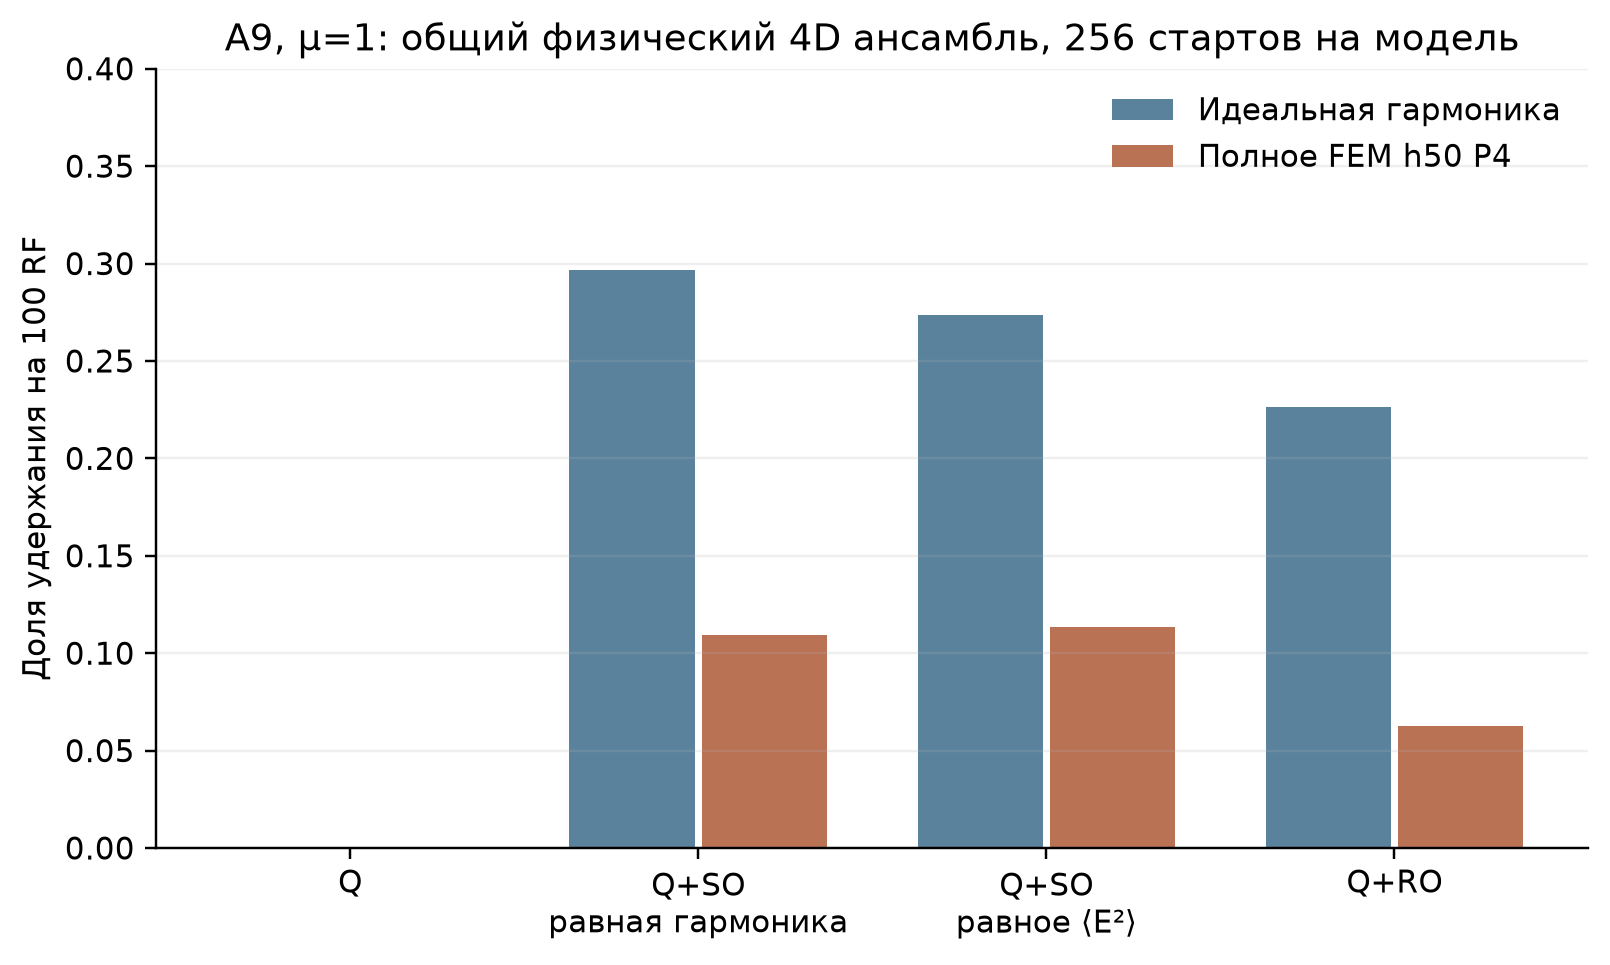 A9, μ=1: общий физический 4D ансамбль, 256 стартов на модель
Идеальная гармоника
Полное FEM h50 P4
Доля удержания на 100 RF
0.40
0.35
0.30
0.25
0.20
0.15
0.10
0.05
0.00
Q
Q+SO
равная гармоника
Q+SO
равное ⟨E²⟩
Q+RO